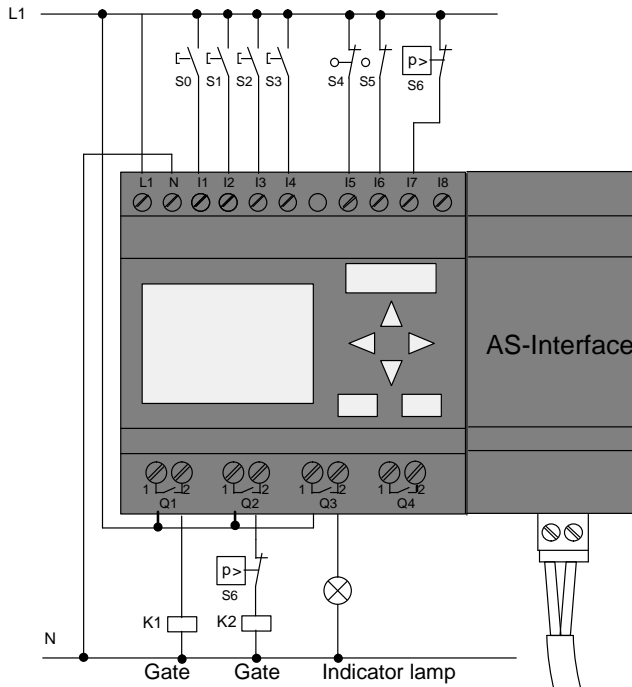 L1
S0 S1 S2 S3 S4 S5 p>
S6
L1 N I1 I2 I3 I4 I5 I6 I7 I8
AS-Interface
1 2 1 2 1 2 1 2
Q1 Q2 Q3 Q4
p>
S6
K1 K2
N
Gate Gate Indicator lamp